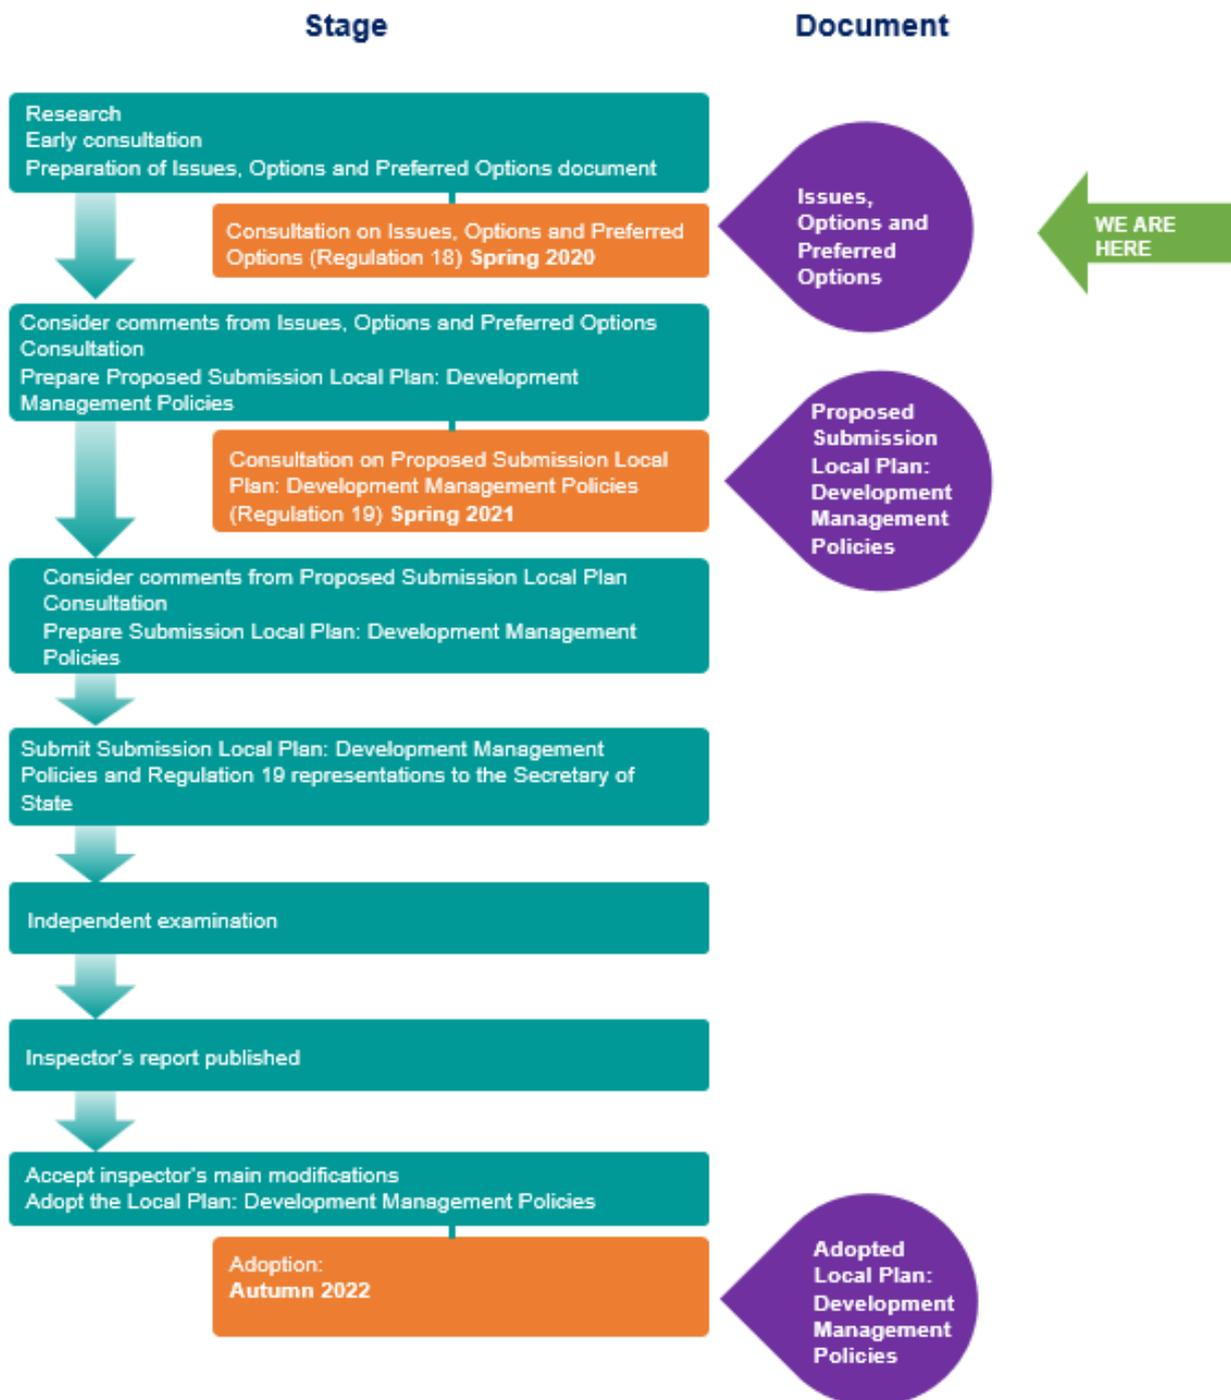 Stage
Document
Research
Early consultation
Preparation of Issues, Options and Preferred Options document
Consultation on Issues, Options and Preferred
Options (Regulation 18) Spring 2020
Issues,
Options and
Preferred
Options
WE ARE
HERE
Consider comments from Issues, Options and Preferred Options
Consultation
Prepare Proposed Submission Local Plan: Development
Management Policies
Consultation on Proposed Submission Local
Plan: Development Management Policies
(Regulation 19) Spring 2021
Proposed
Submission
Local Plan:
Development
Management
Policies
Consider comments from Proposed Submission Local Plan
Consultation
Prepare Submission Local Plan: Development Management
Policies
Submit Submission Local Plan: Development Management
Policies and Regulation 19 representations to the Secretary of
State
Independent examination
Inspector's report published
Accept inspector's main modifications
Adopt the Local Plan: Development Management Policies
Adoption:
Autumn 2022
Adopted
Local Plan:
Development
Management
Policies